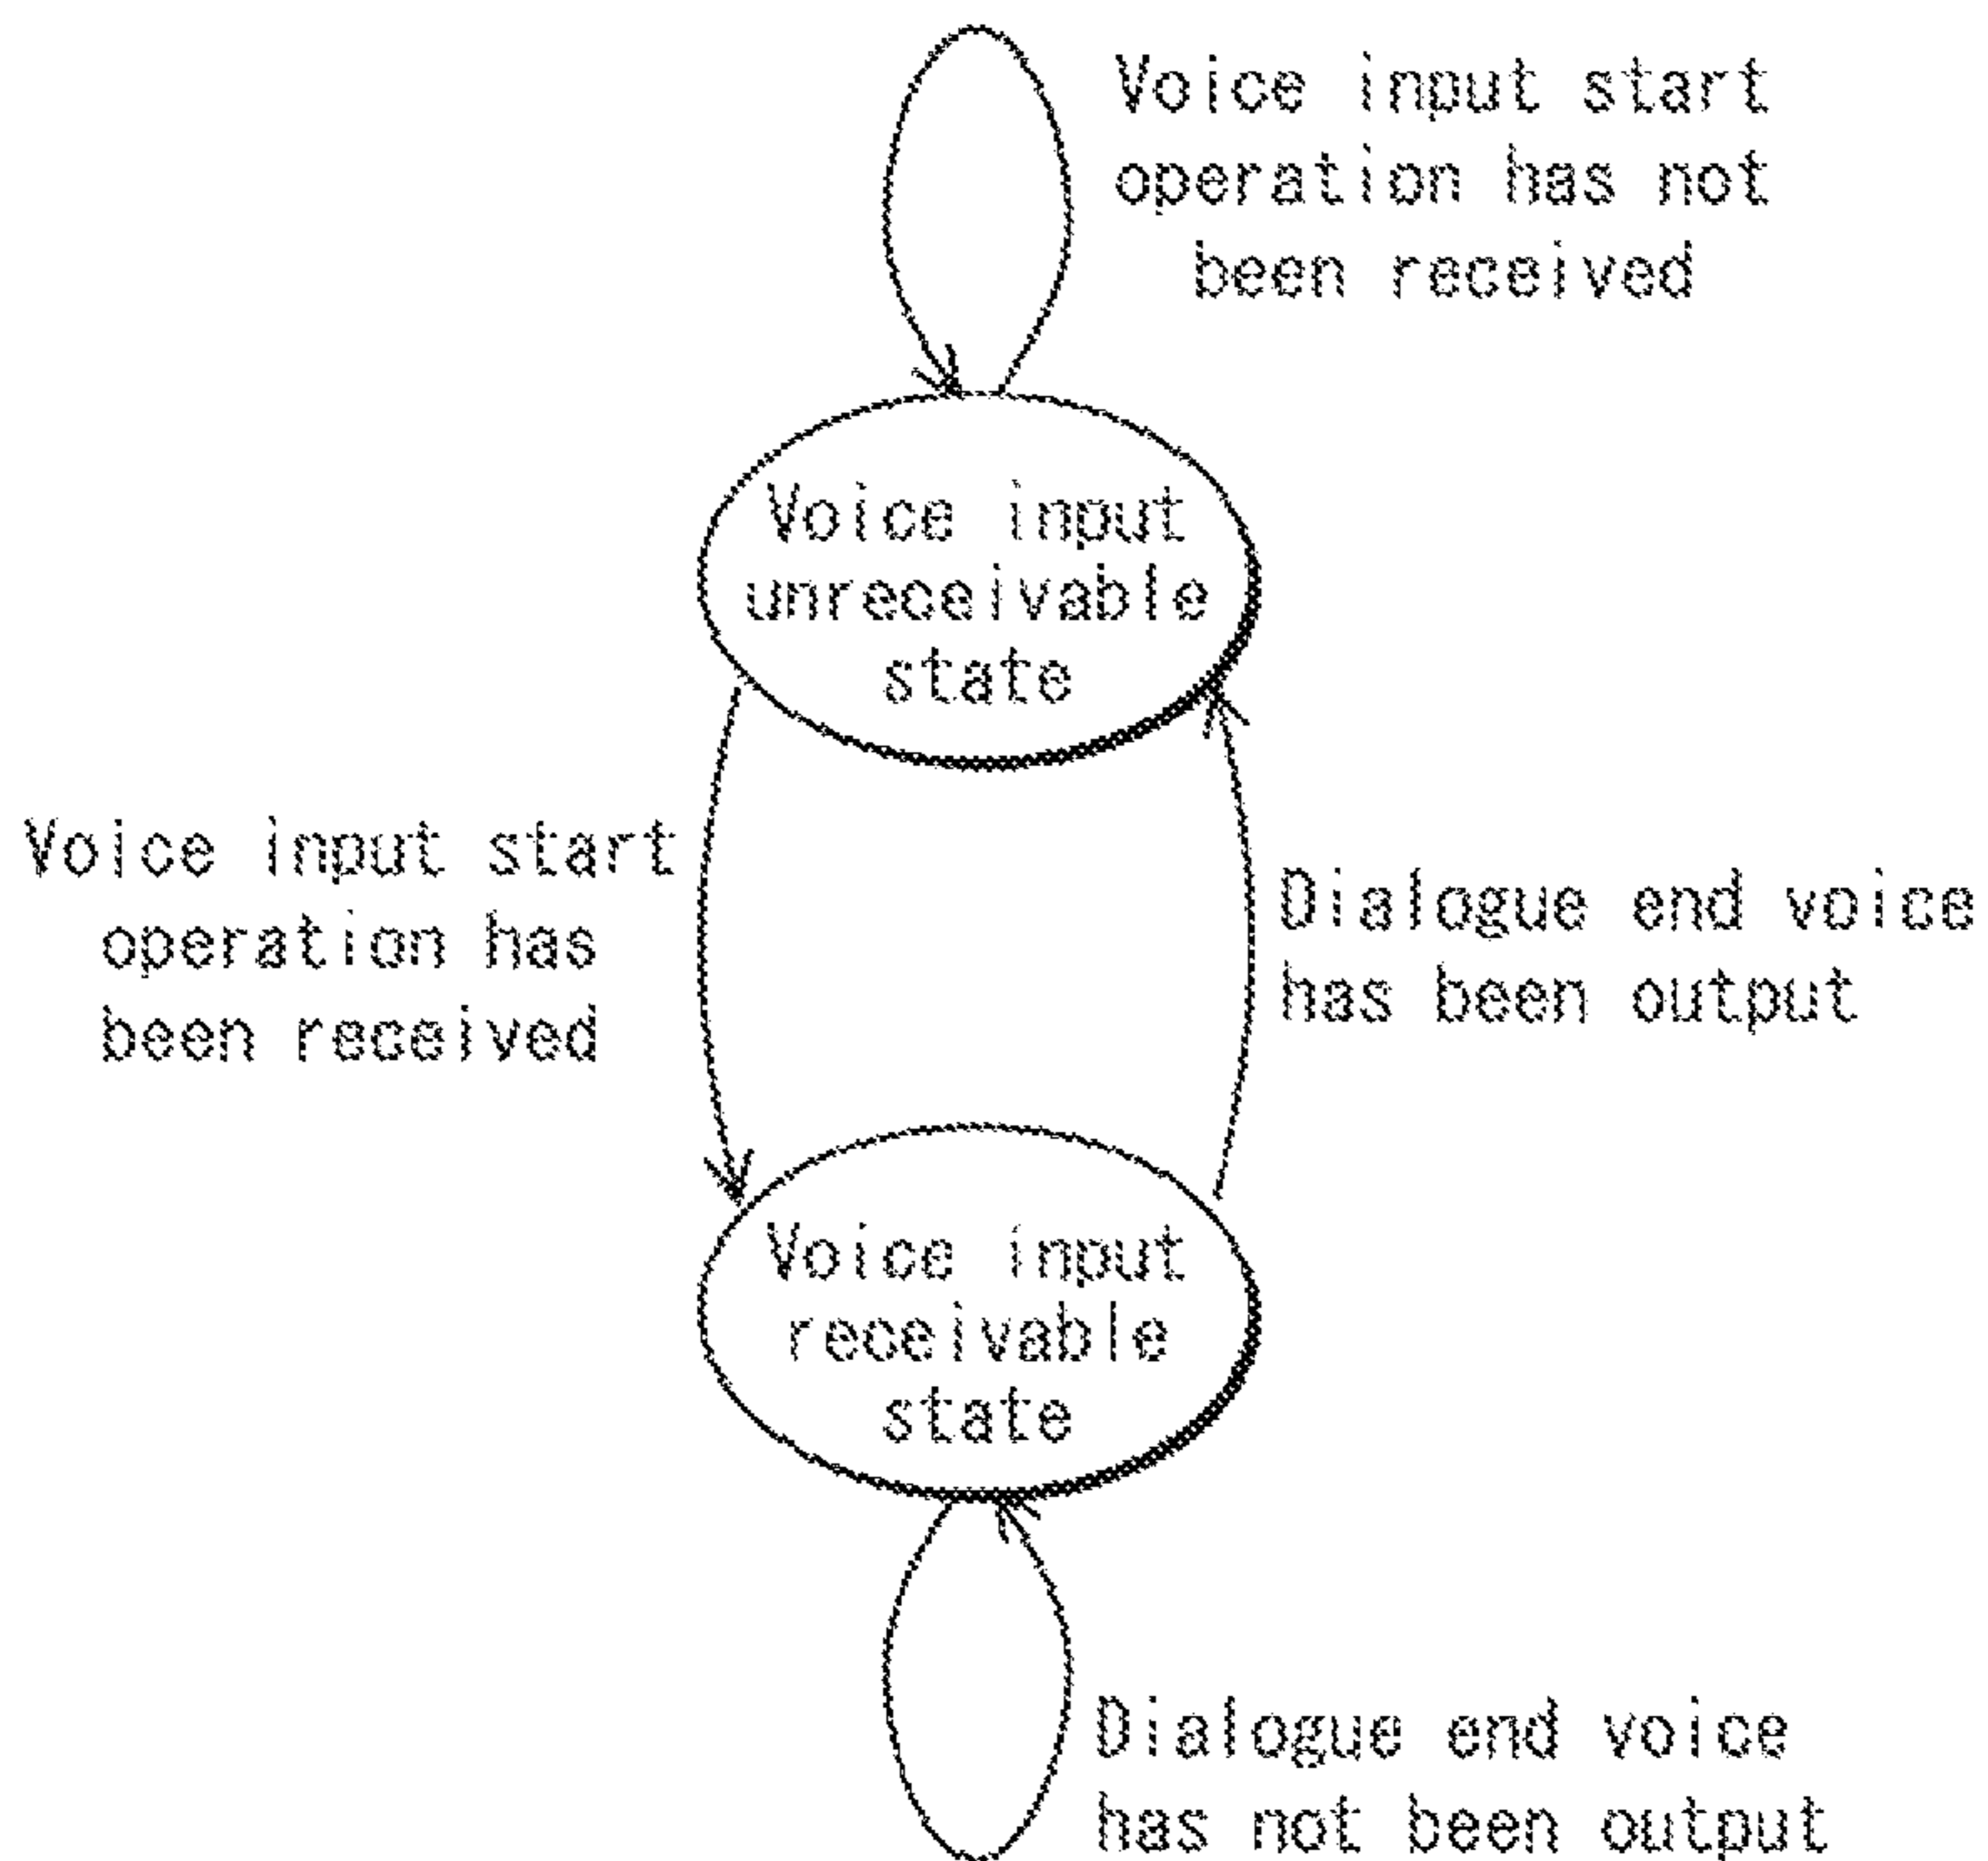 Voice input start
operation has not
been received
Voice input
unreceivable
state
Voice input start
operation has
been received
Dialogue end voice
has been output
Voice input
receivable
state
Dialogue end voice
has not been output